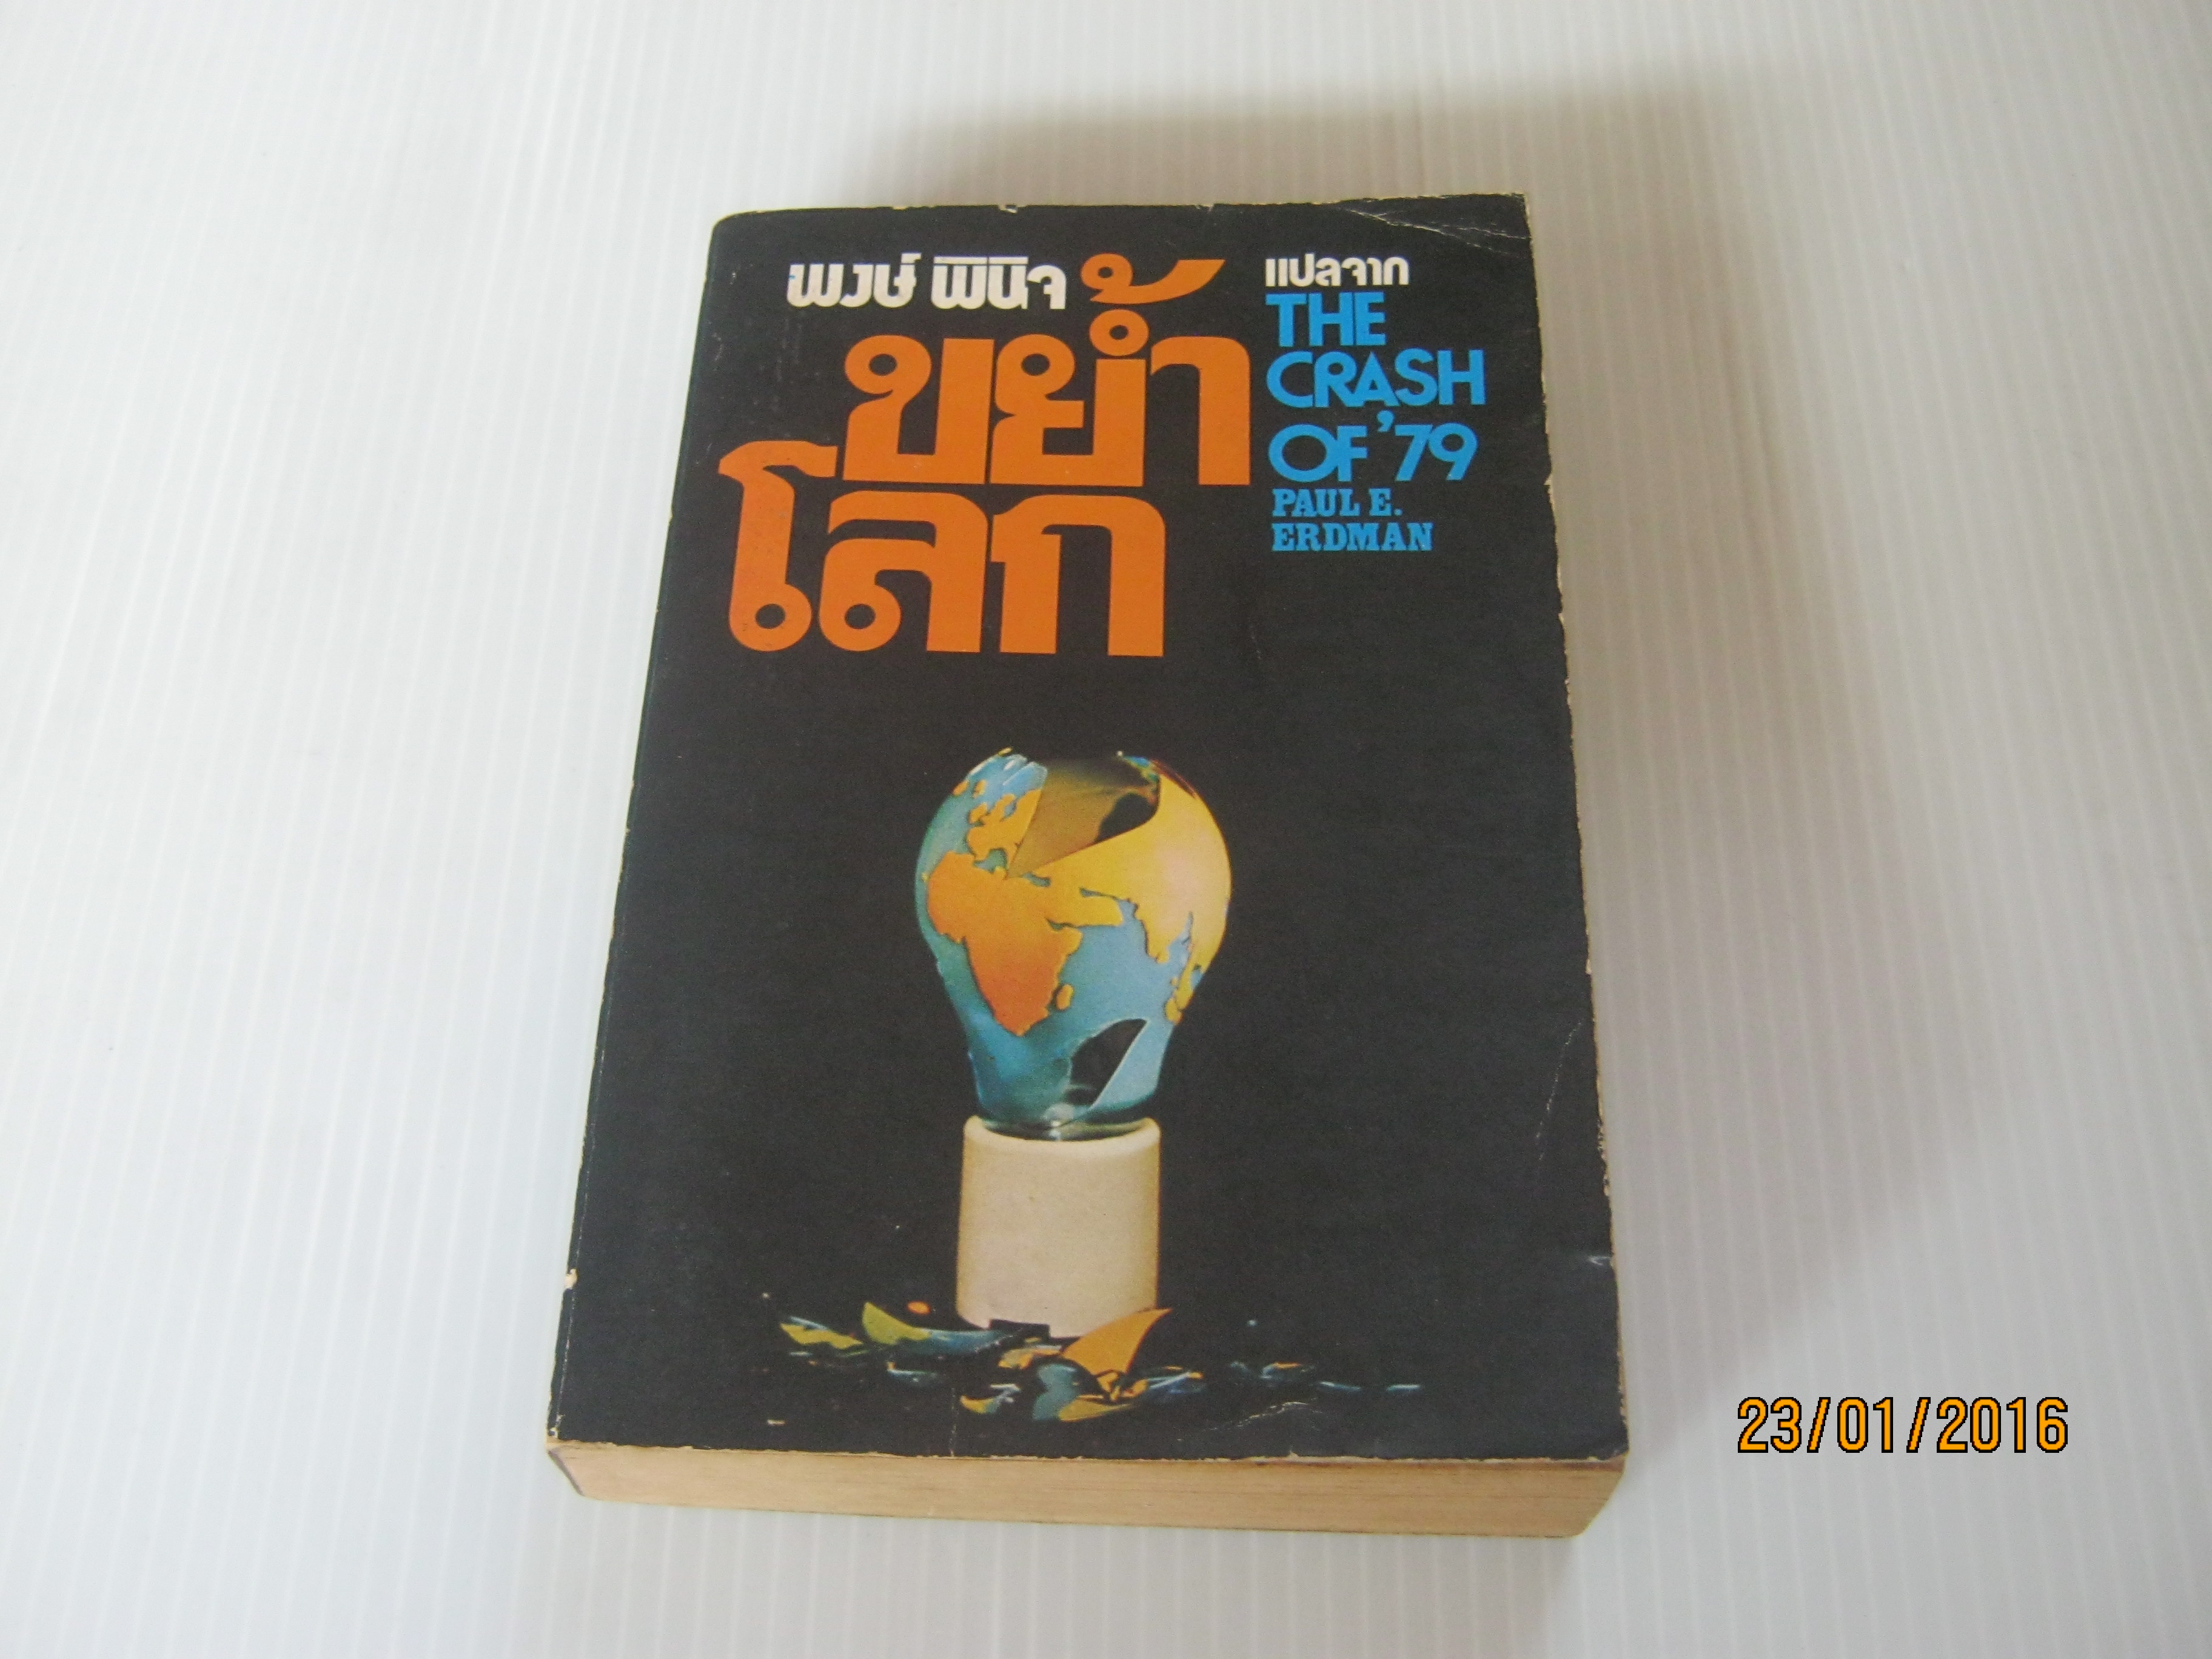 พงษ์ พินิจ
ขย้ำ
โลก
แปลจาก
THE
CRASH
OF '79
PAUL E.
ERDMAN
23/01/2016